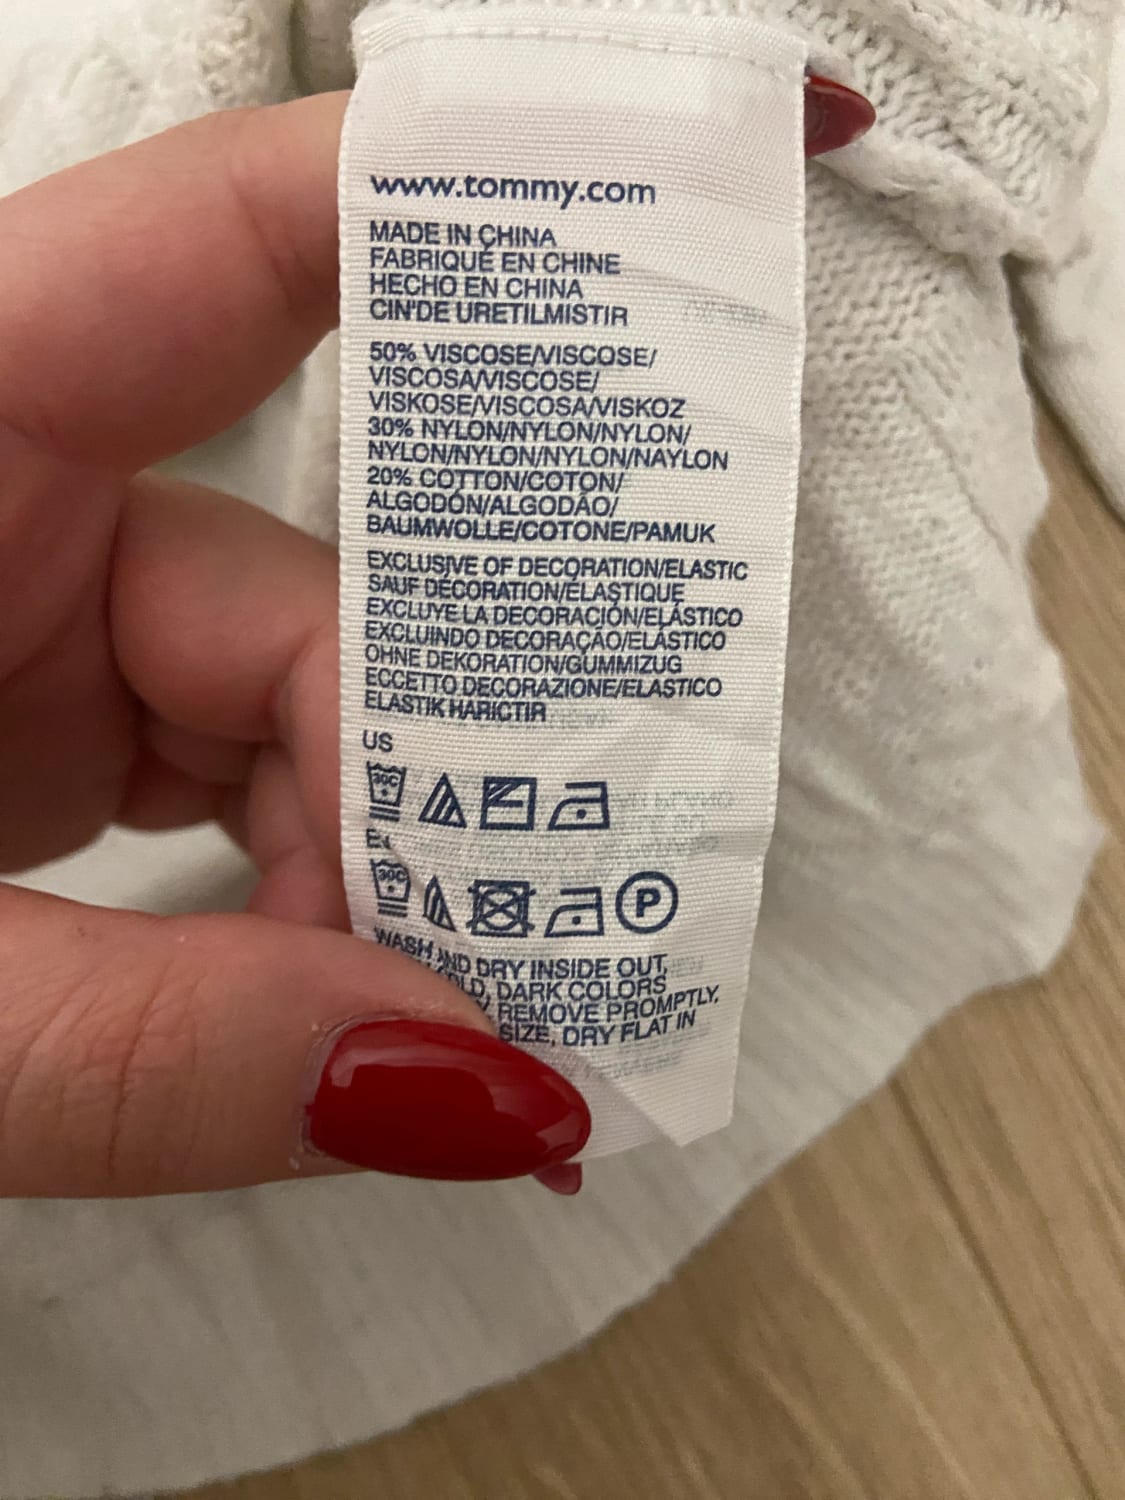 www.tommy.com
MADE IN CHINA
FABRIQUÉ EN CHINE
HECHO EN CHINA
CIN'DE URETILMISTIR
50% VISCOSE/VISCOSE/
VISCOSA/VISCOSE/
VISKOSE/VISCOSA/VISKOZ
30% NYLON/NYLON/NYLON/
NYLON/NYLON/NYLON/NAYLON
20% COTTON/COTON/
ALGODÓN/ALGODÃO/
BAUMWOLLE/COTONE/PAMUK
EXCLUSIVE OF DECORATION/ELASTIC
SAUF DÉCORATION/ÉLASTIQUE
EXCLUYE LA DECORACIÓN/ELÁSTICO
EXCLUINDO DECORAÇÃO/ELÁSTICO
OHNE DEKORATION/GUMMIZUG
ECCETTO DECORAZIONE/ELASTICO
ELASTIK HARICTIR
US
30C
30C
P
WASH AND DRY INSIDE OUT,
DARK COLORS
REMOVE PROMPTLY,
SIZE, DRY FLAT IN